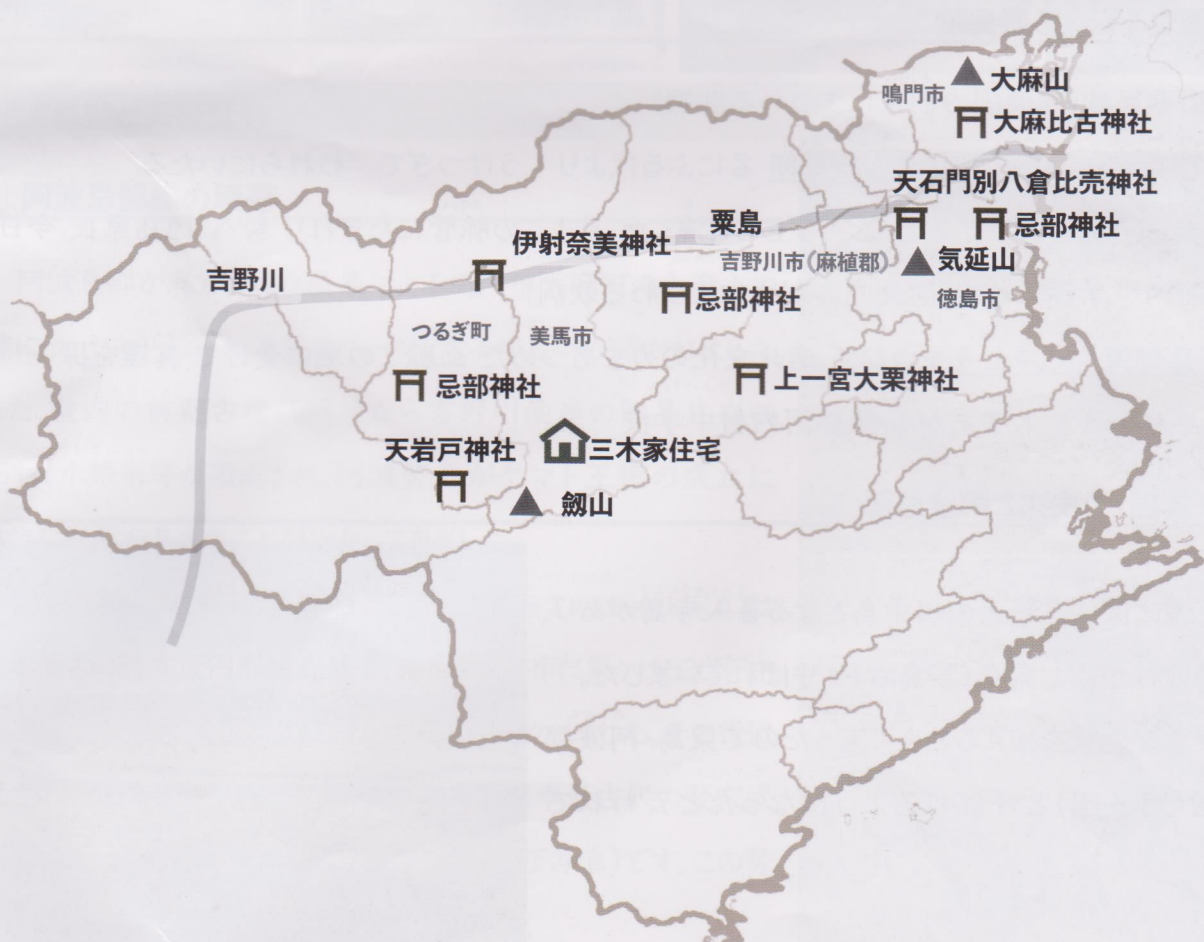 大麻山
鳴門市
大麻比古神社
天石門別八倉比売神社
粟島
忌部神社
伊射奈美神社
吉野川市(麻植郡)
気延山
吉野川
忌部神社
徳島市
つるぎ町
美馬市
忌部神社
上一宮大粟神社
天岩戸神社
三木家住宅
劔山